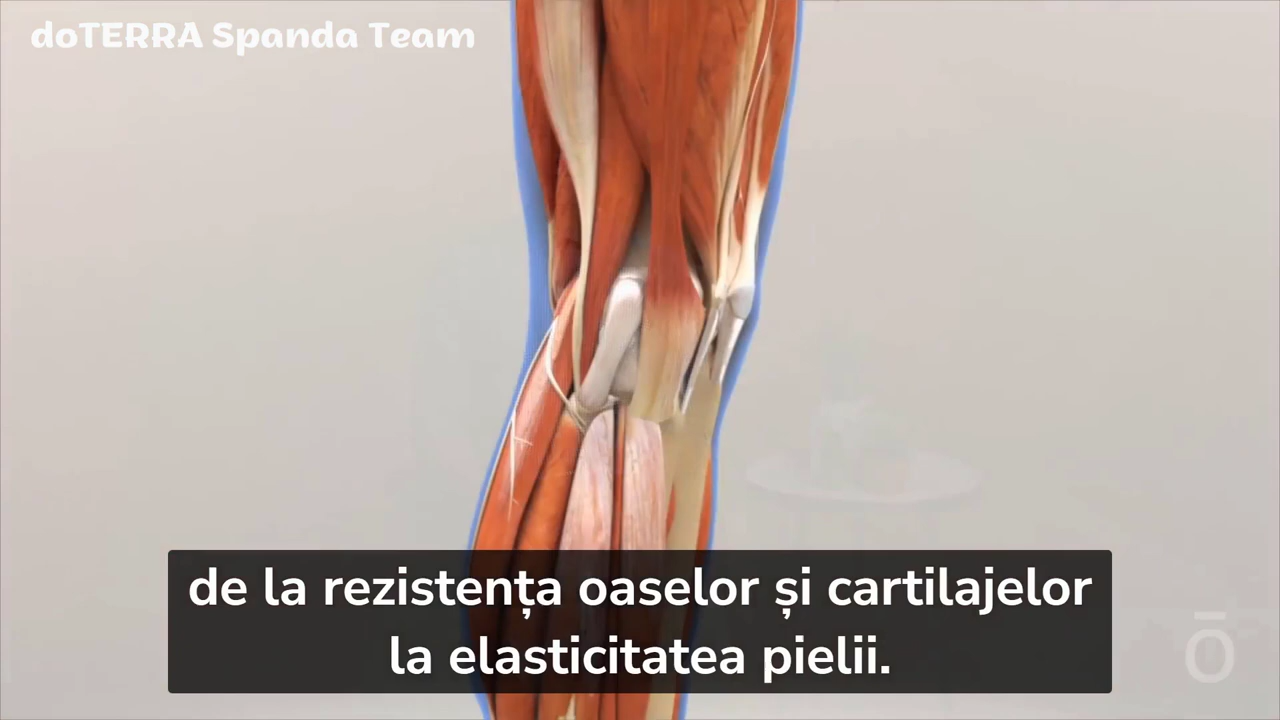 doTERRA Spanda Team
de la rezistența oaselor și cartilajelor
la elasticitatea pielii.
Ō